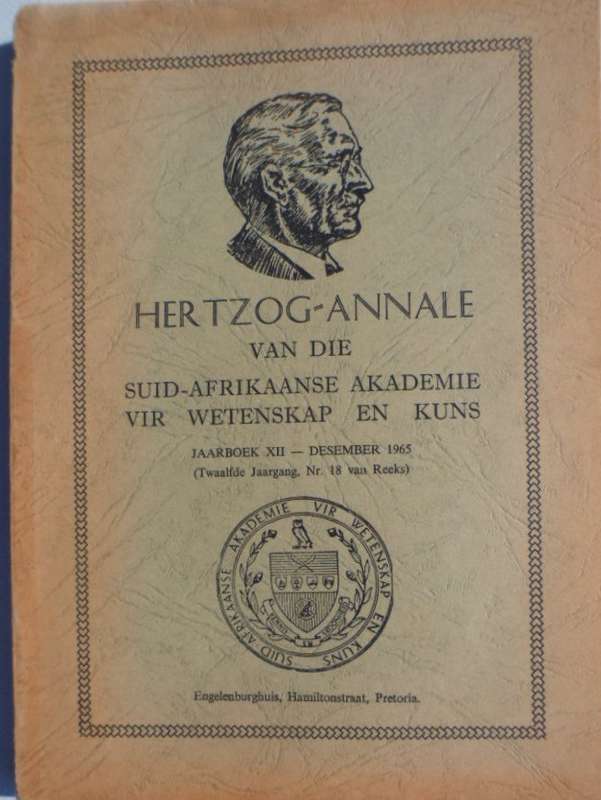 HERTZOG-ANNALE
VAN DIE
SUID-AFRIKAANSE AKADEMIE
VIR WETENSKAP EN KUNS
JAARBOEK XII — DESEMBER 1965
(Twaalfde Jaargang, Nr. 18 van Reeks)
SUID AFRIKAANSE AKADEMIE VIR WETENSKAP EN KUNS
Engelenburghuis, Hamiltonstraat, Pretoria.